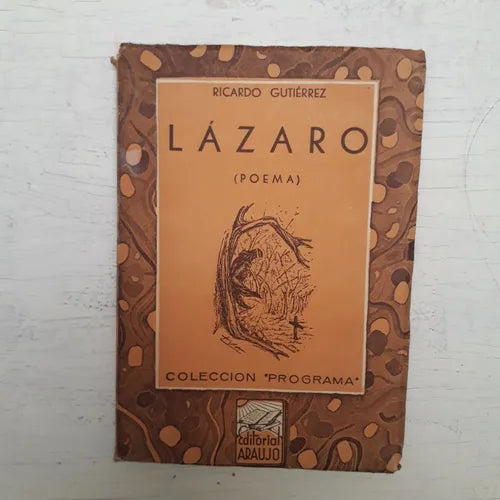 RICARDO GUTIÉRREZ
LÁZARO
(POEMA)
COLECCION "PROGRAMA"
editorial
ARAUJO